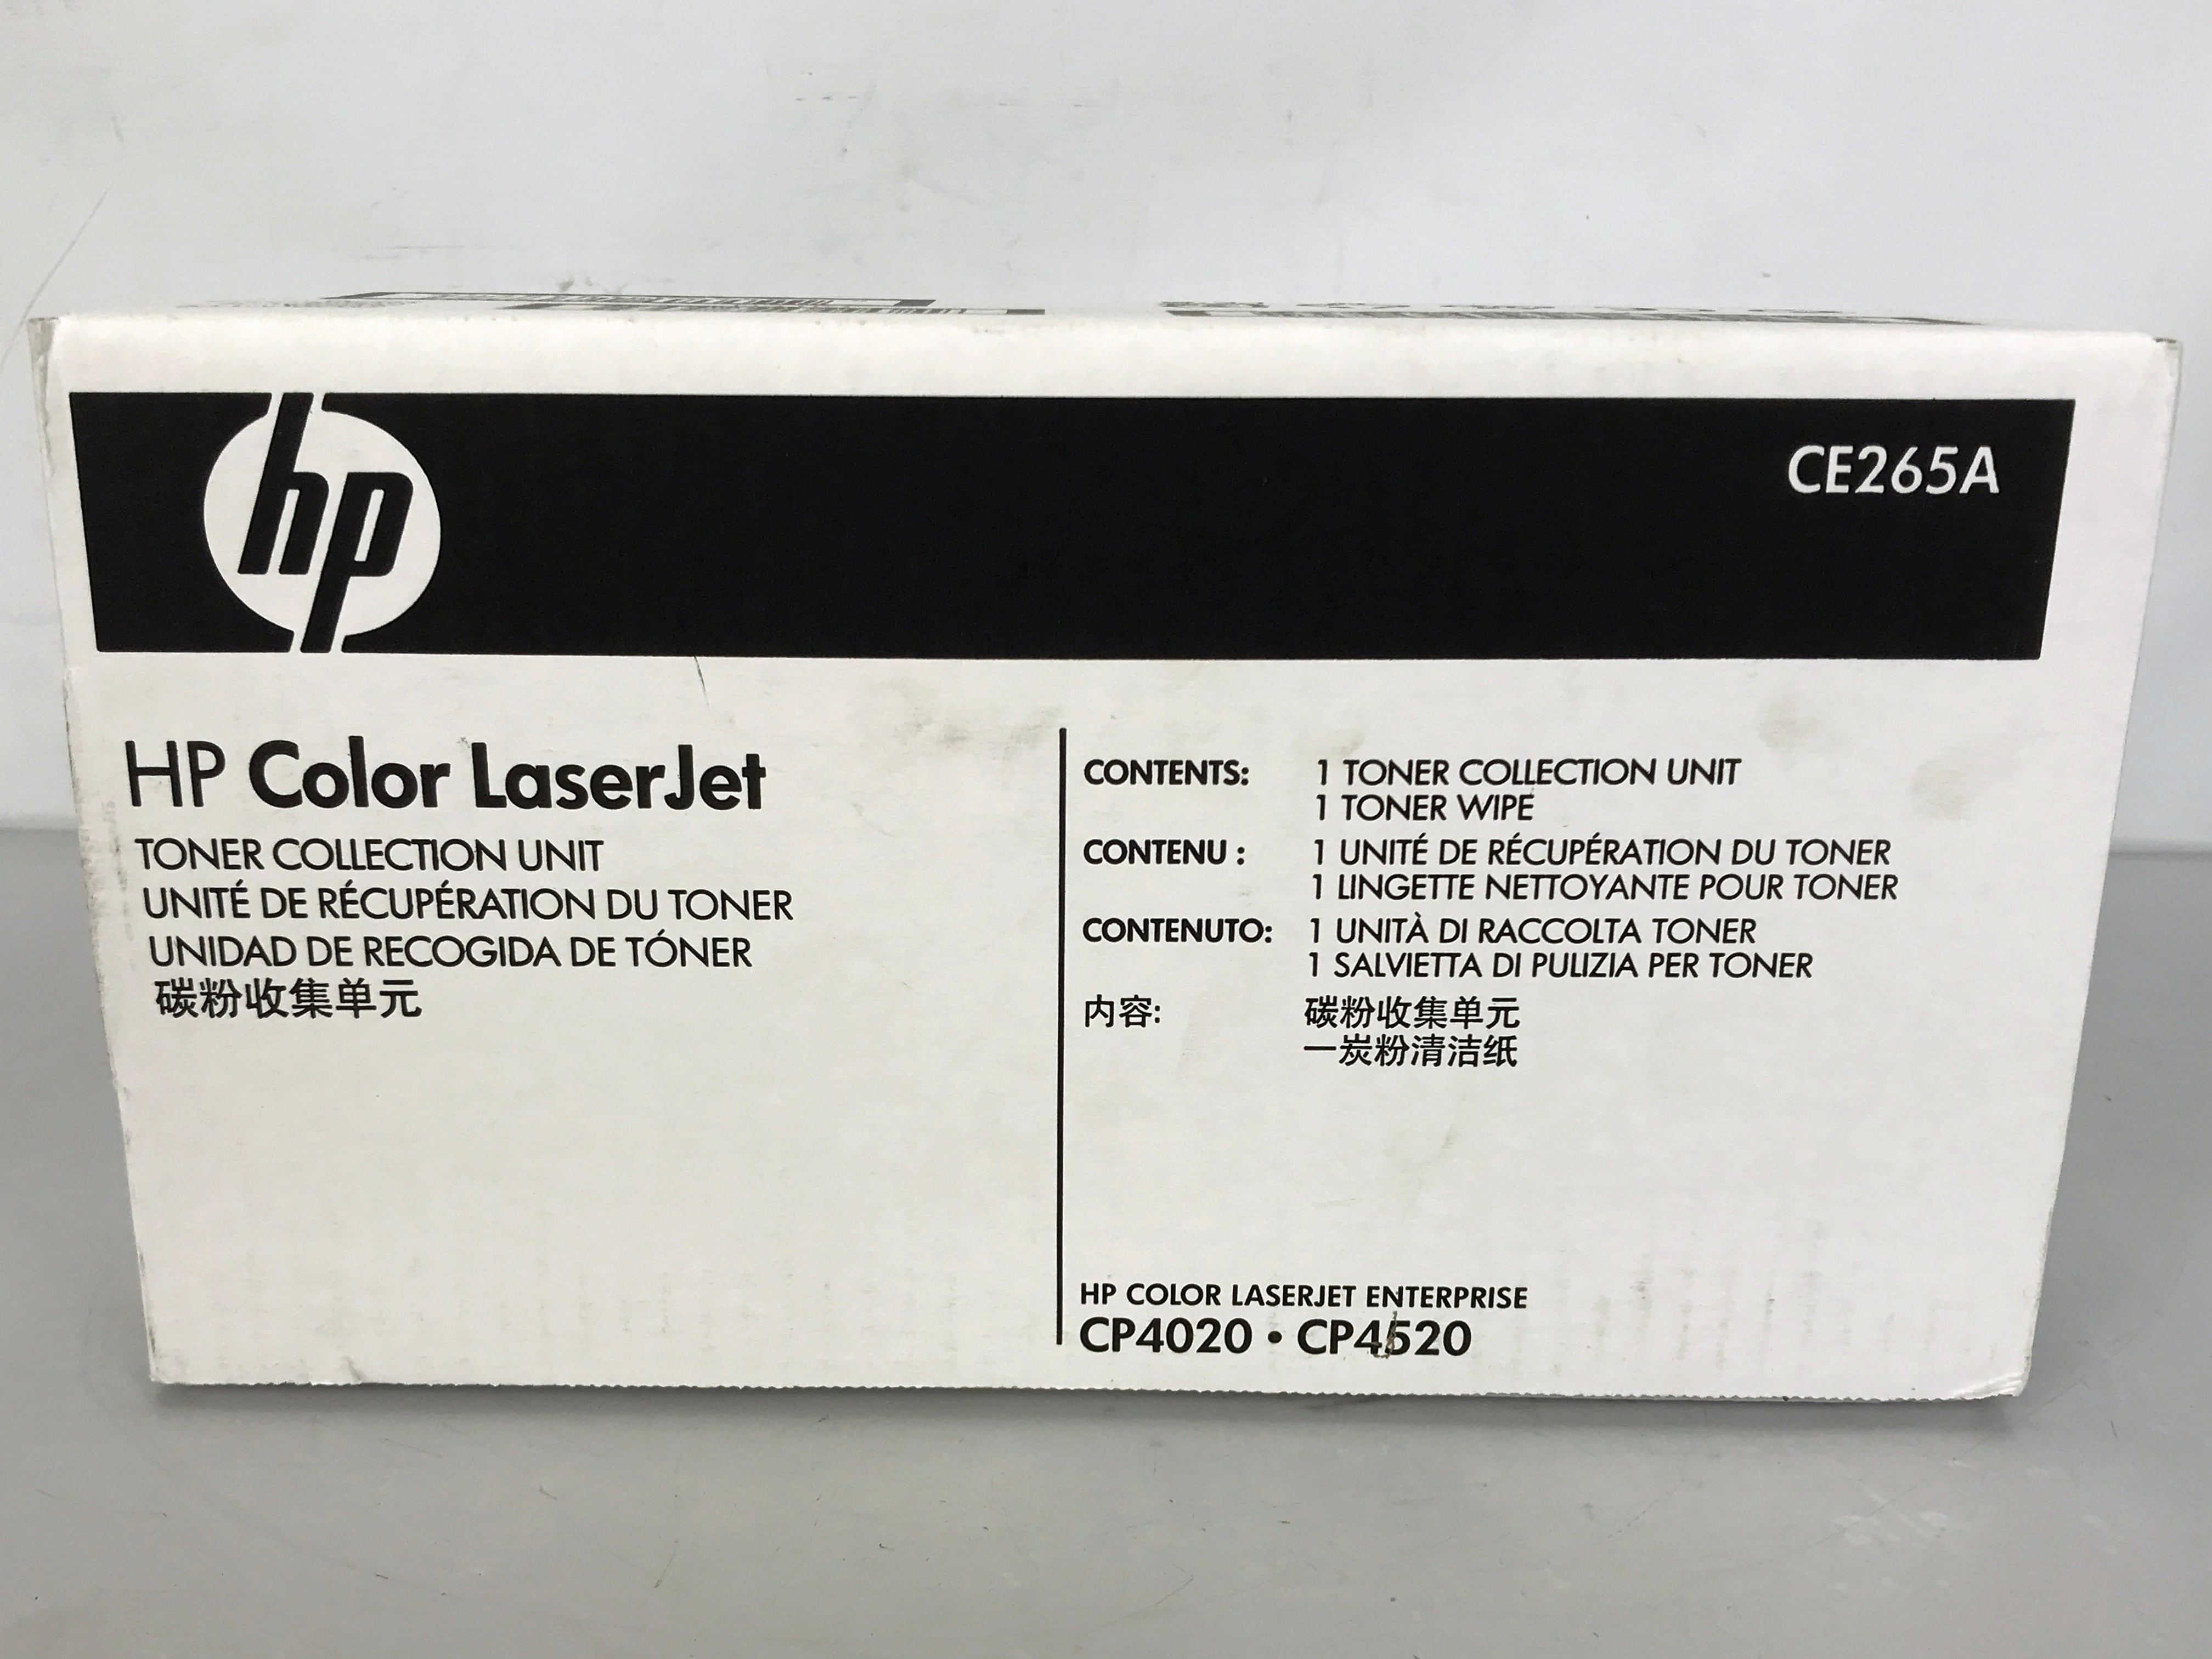 hp
CE265A
HP Color LaserJet
TONER COLLECTION UNIT
UNITÉ DE RÉCUPÉRATION DU TONER
UNIDAD DE RECOGIDA DE TÓNER
碳粉收集单元
CONTENTS: 1 TONER COLLECTION UNIT
1 TONER WIPE
CONTENU : 1 UNITÉ DE RÉCUPÉRATION DU TONER
1 LINGETTE NETTOYANTE POUR TONER
CONTENUTO: 1 UNITÀ DI RACCOLTA TONER
1 SALVIETTA DI PULIZIA PER TONER
内容: 碳粉收集单元
一炭粉清洁纸
HP COLOR LASERJET ENTERPRISE
CP4020 • CP4520